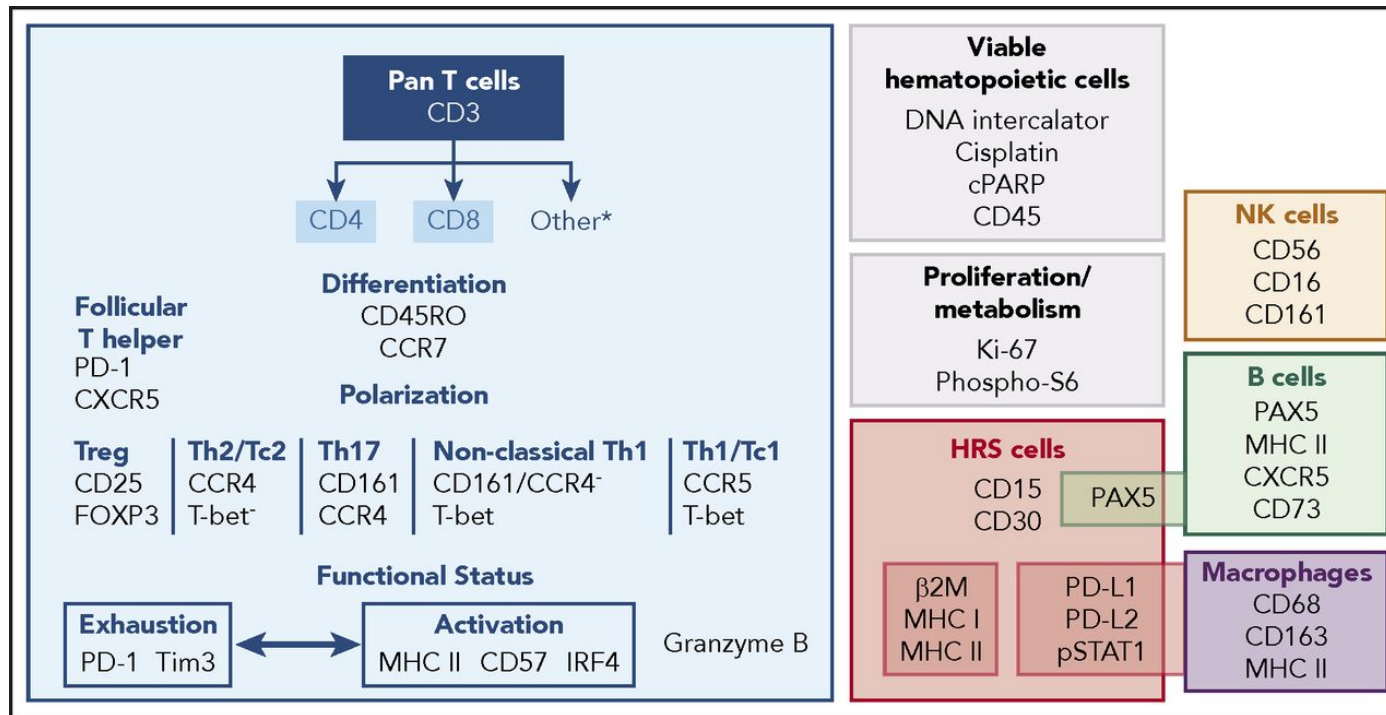 Pan T cells
CD3
CD4
CD8
Other*
Differentiation
CD45RO
CCR7
Follicular
T helper
PD-1
CXCR5
Polarization
Treg
CD25
FOXP3
Th2/Tc2
CCR4
T-bet⁻
Th17
CD161
CCR4
Non-classical Th1
CD161/CCR4⁻
T-bet
Th1/Tc1
CCR5
T-bet
Functional Status
Exhaustion
PD-1 Tim3
Activation
MHC II CD57 IRF4
Granzyme B
Viable
hematopoietic cells
DNA intercalator
Cisplatin
cPARP
CD45
Proliferation/
metabolism
Ki-67
Phospho-S6
HRS cells
CD15
CD30
PAX5
β2M
MHC I
MHC II
PD-L1
PD-L2
pSTAT1
NK cells
CD56
CD16
CD161
B cells
PAX5
MHC II
CXCR5
CD73
Macrophages
CD68
CD163
MHC II